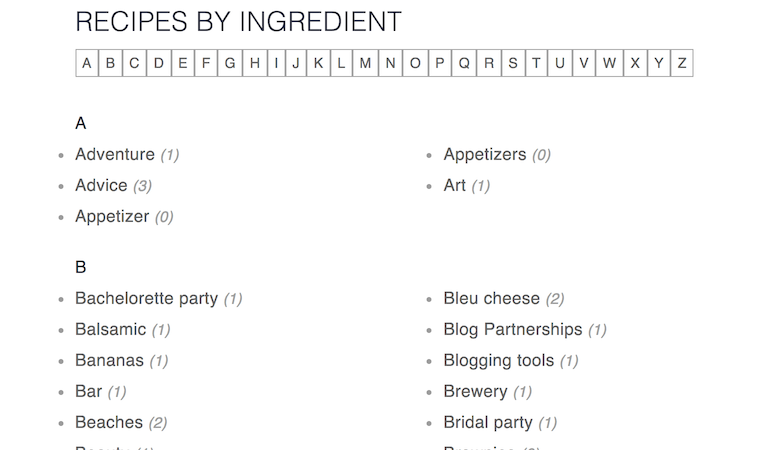 RECIPES BY INGREDIENT
A B C D E F G H I J K L M N O P Q R S T U V W X Y Z
A
Adventure (1)
Advice (3)
Appetizer (0)
Appetizers (0)
Art (1)
B
Bachelorette party (1)
Balsamic (1)
Bananas (1)
Bar (1)
Beaches (2)
Bleu cheese (2)
Blog Partnerships (1)
Blogging tools (1)
Brewery (1)
Bridal party (1)